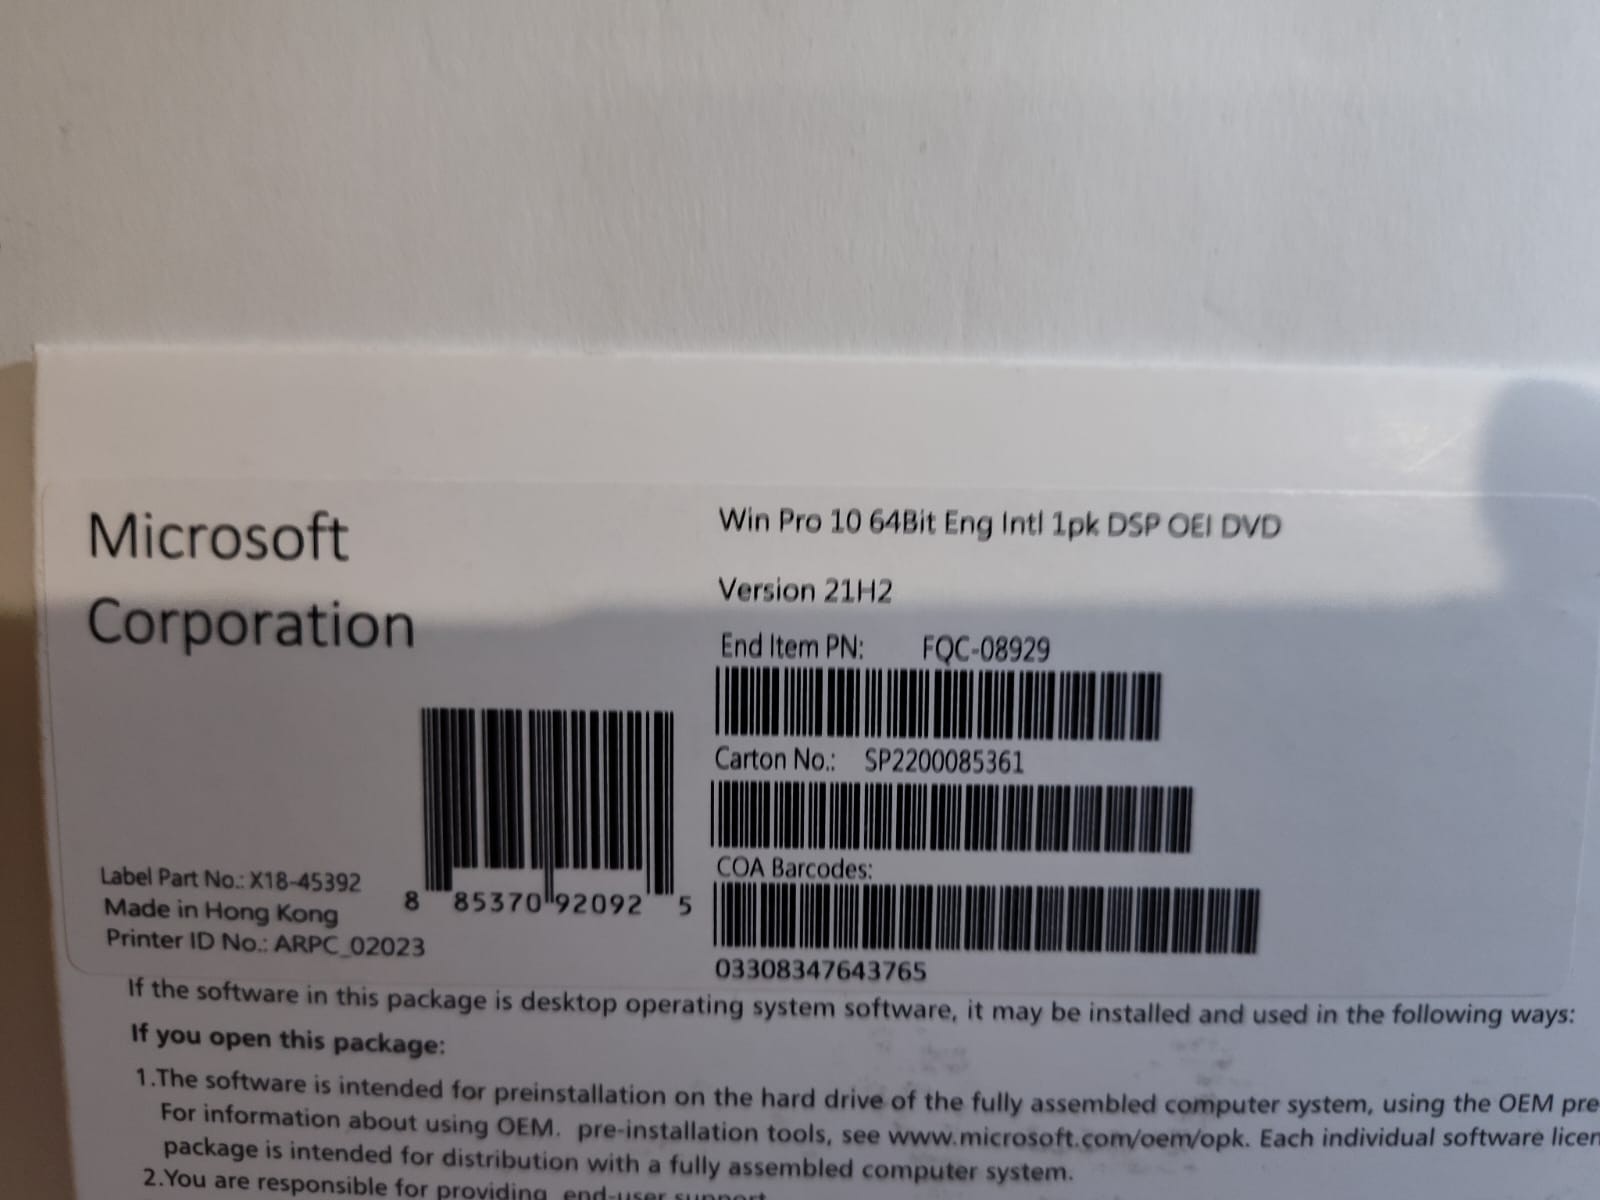 Microsoft
Corporation
Win Pro 10 64Bit Eng Intl 1pk DSP OEI DVD
Version 21H2
End Item PN: FQC-08929
Carton No.: SP2200085361
COA Barcodes:
03308347643765
8 85370 92092 5
Label Part No.: X18-45392
Made in Hong Kong
Printer ID No.: ARPC_02023
If the software in this package is desktop operating system software, it may be installed and used in the following ways:
If you open this package:
1.The software is intended for preinstallation on the hard drive of the fully assembled computer system, using the OEM pre
For information about using OEM. pre-installation tools, see www.microsoft.com/oem/opk. Each individual software licen
package is intended for distribution with a fully assembled computer system.
2.You are responsible for providing end-user support